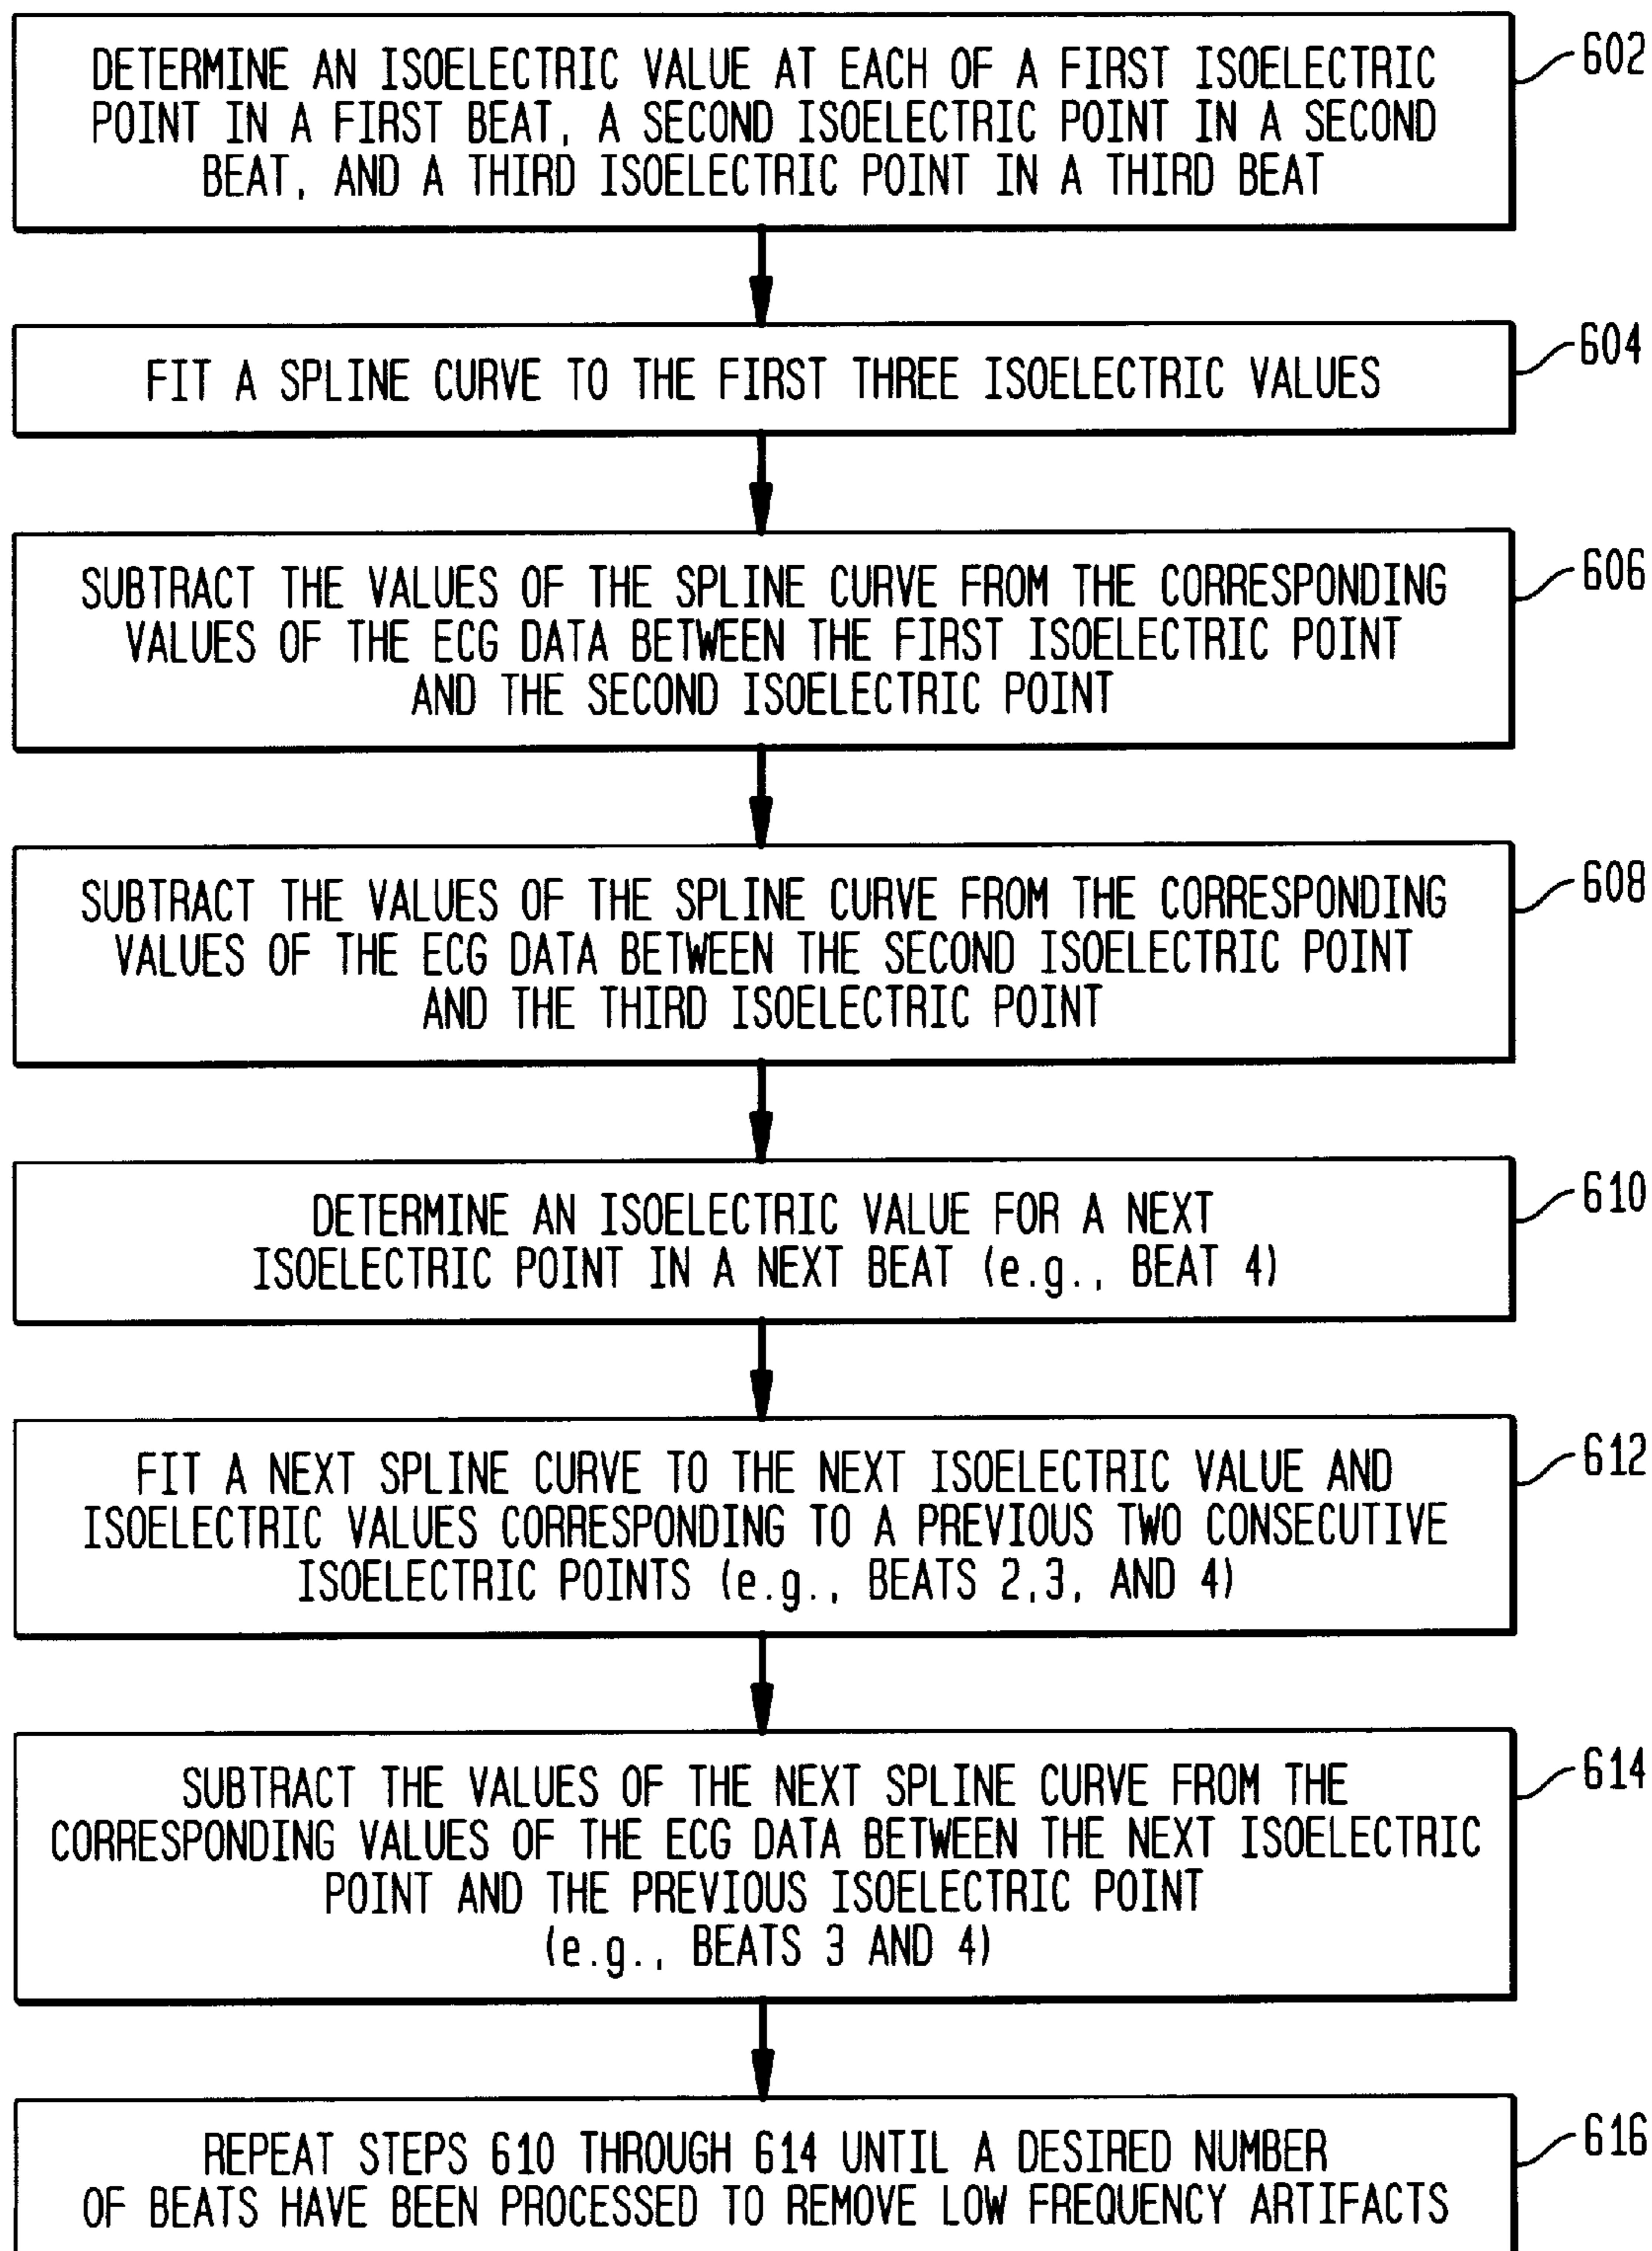 602
DETERMINE AN ISOELECTRIC VALUE AT EACH OF A FIRST ISOELECTRIC
POINT IN A FIRST BEAT, A SECOND ISOELECTRIC POINT IN A SECOND
BEAT, AND A THIRD ISOELECTRIC POINT IN A THIRD BEAT
604
FIT A SPLINE CURVE TO THE FIRST THREE ISOELECTRIC VALUES
606
SUBTRACT THE VALUES OF THE SPLINE CURVE FROM THE CORRESPONDING
VALUES OF THE ECG DATA BETWEEN THE FIRST ISOELECTRIC POINT
AND THE SECOND ISOELECTRIC POINT
608
SUBTRACT THE VALUES OF THE SPLINE CURVE FROM THE CORRESPONDING
VALUES OF THE ECG DATA BETWEEN THE SECOND ISOELECTRIC POINT
AND THE THIRD ISOELECTRIC POINT
610
DETERMINE AN ISOELECTRIC VALUE FOR A NEXT
ISOELECTRIC POINT IN A NEXT BEAT (e.g., BEAT 4)
612
FIT A NEXT SPLINE CURVE TO THE NEXT ISOELECTRIC VALUE AND
ISOELECTRIC VALUES CORRESPONDING TO A PREVIOUS TWO CONSECUTIVE
ISOELECTRIC POINTS (e.g., BEATS 2,3, AND 4)
614
SUBTRACT THE VALUES OF THE NEXT SPLINE CURVE FROM THE
CORRESPONDING VALUES OF THE ECG DATA BETWEEN THE NEXT ISOELECTRIC
POINT AND THE PREVIOUS ISOELECTRIC POINT
(e.g., BEATS 3 AND 4)
616
REPEAT STEPS 610 THROUGH 614 UNTIL A DESIRED NUMBER
OF BEATS HAVE BEEN PROCESSED TO REMOVE LOW FREQUENCY ARTIFACTS